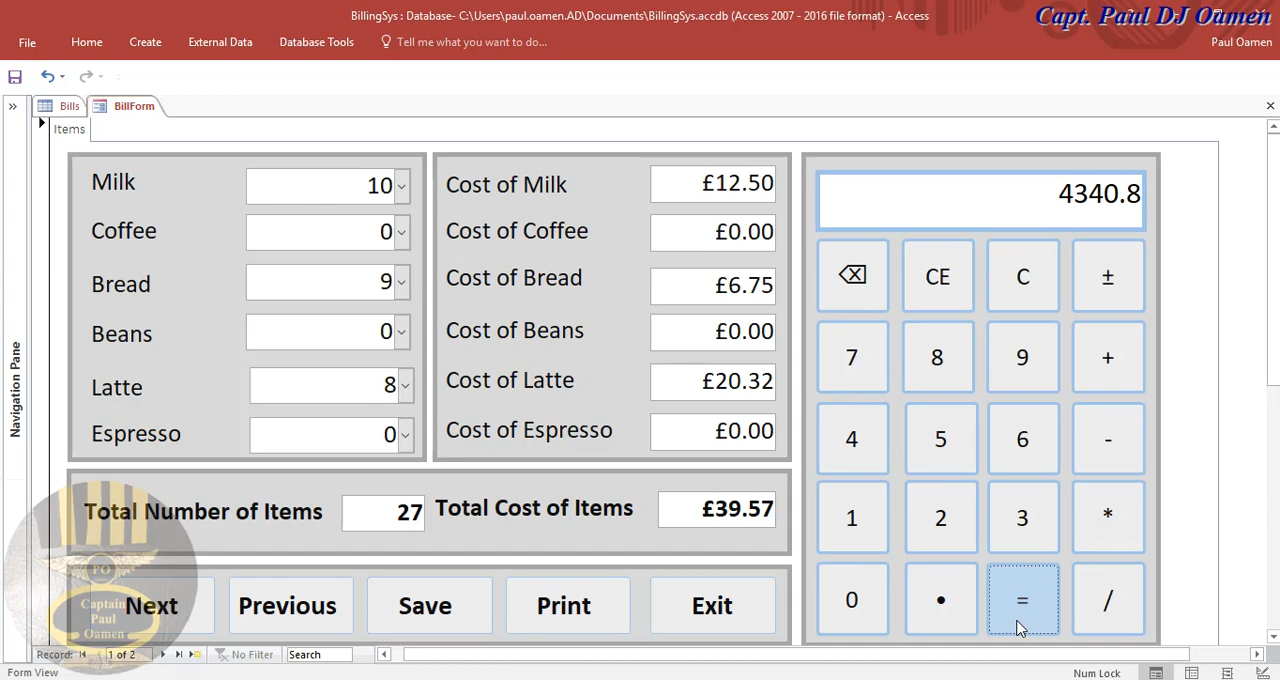 BillingSys : Database- C:\Users\paul.oamen.AD\Documents\BillingSys.accdb (Access 2007 - 2016 file format) - Access
Capt. Paul DJ Oamen
File Home Create External Data Database Tools Tell me what you want to do... Paul Oamen
Bills BillForm
Items
Milk 10 Cost of Milk £12.50 4340.8
Coffee 0 Cost of Coffee £0.00
CE C ±
Bread 9 Cost of Bread £6.75
Beans 0 Cost of Beans £0.00
7 8 9 +
Latte 8 Cost of Latte £20.32
Espresso 0 Cost of Espresso £0.00
4 5 6 -
Total Number of Items 27 Total Cost of Items £39.57
1 2 3 *
PO
Captain
Paul
Oamen
Next Previous Save Print Exit
0 • = /
Navigation Pane
Record: 1 of 2 No Filter Search
Form View Num Lock